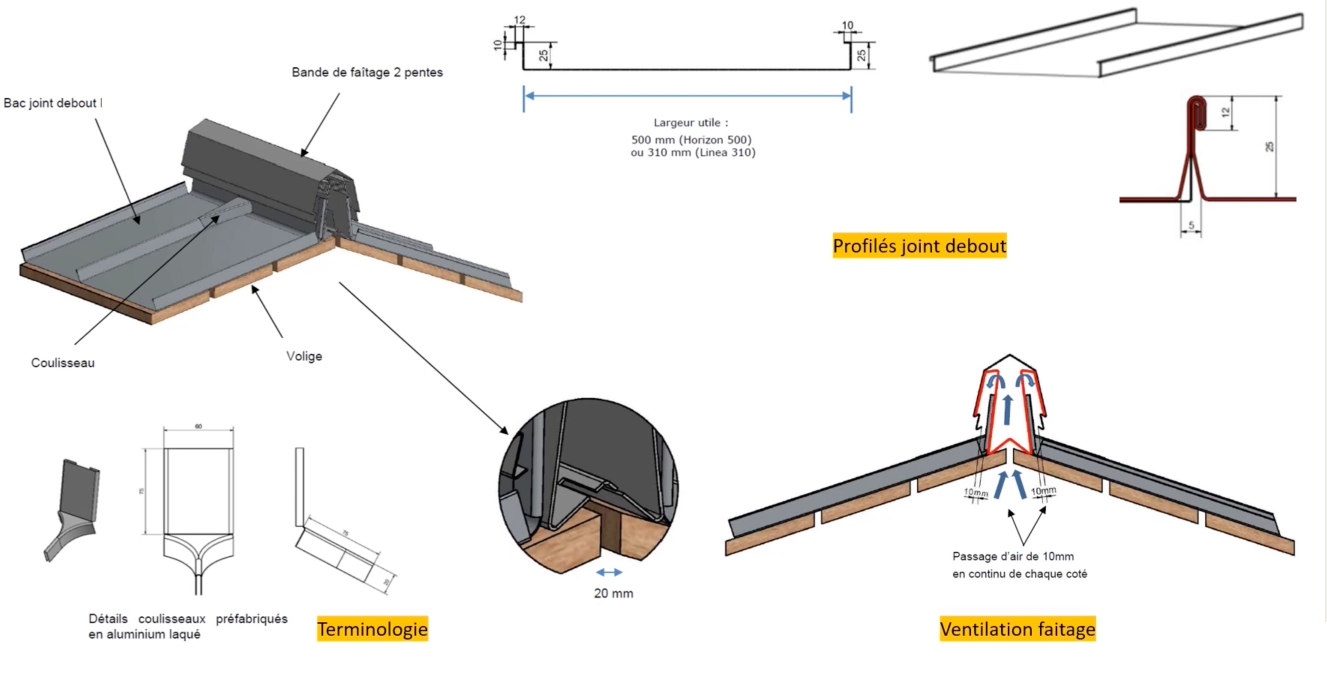 12
10
10
25
25
Bande de faîtage 2 pentes
Bac joint debout
Largeur utile :
500 mm (Horizon 500)
ou 310 mm (Linea 310)
12
25
5
Profilés joint debout
Coulisseau
Volige
60
75
75
20
10mm
10mm
Passage d'air de 10mm
en continu de chaque coté
20 mm
Détails coulisseaux préfabriqués
en aluminium laqué
Terminologie
Ventilation faitage